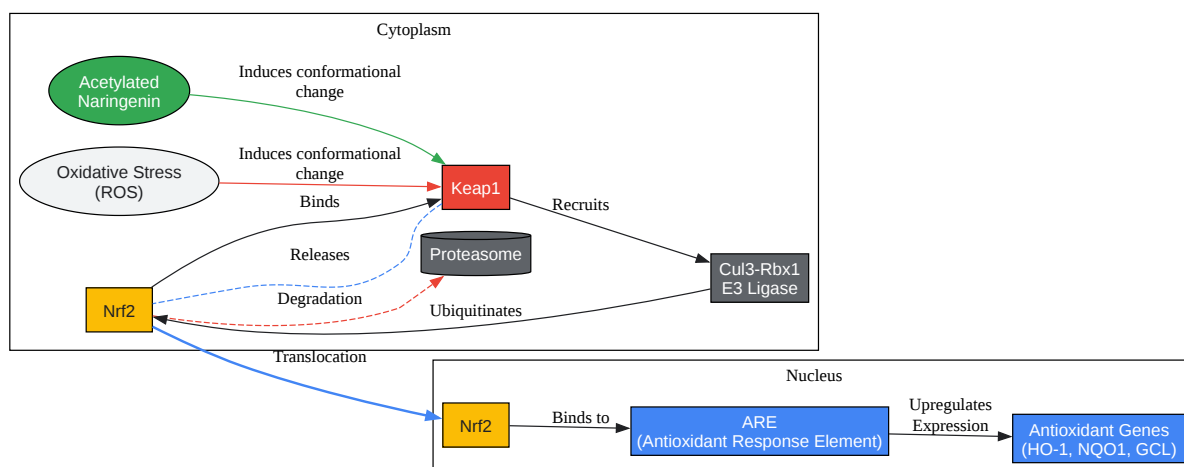 Cytoplasm
Acetylated
Naringenin
Induces conformational
change
Oxidative Stress
(ROS)
Induces conformational
change
Keap1
Binds
Recruits
Releases
Proteasome
Cul3-Rbx1
E3 Ligase
Degradation
Nrf2
Ubiquitinates
Translocation
Nucleus
Nrf2
Binds to
ARE
(Antioxidant Response Element)
Upregulates
Expression
Antioxidant Genes
(HO-1, NQO1, GCL)